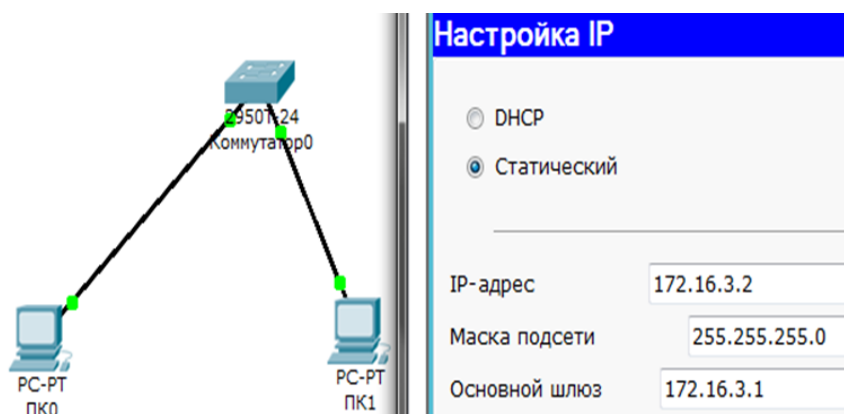 2950T-24
Коммутатор0
PC-PT
ПК0
PC-PT
ПК1
Настройка IP
DHCP
Статический
IP-адрес
172.16.3.2
Маска подсети
255.255.255.0
Основной шлюз
172.16.3.1